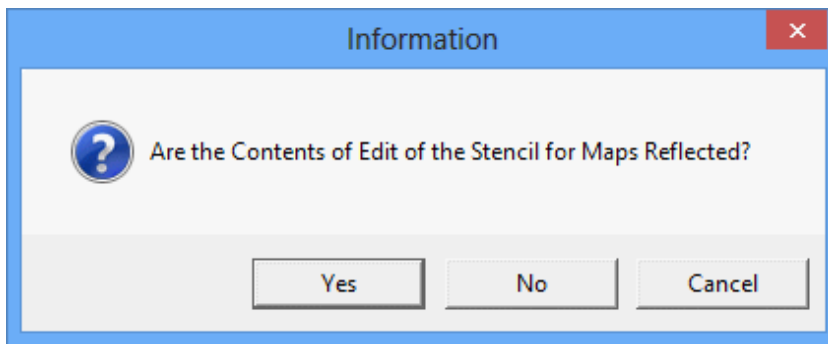 Information
Are the Contents of Edit of the Stencil for Maps Reflected?
Yes No Cancel